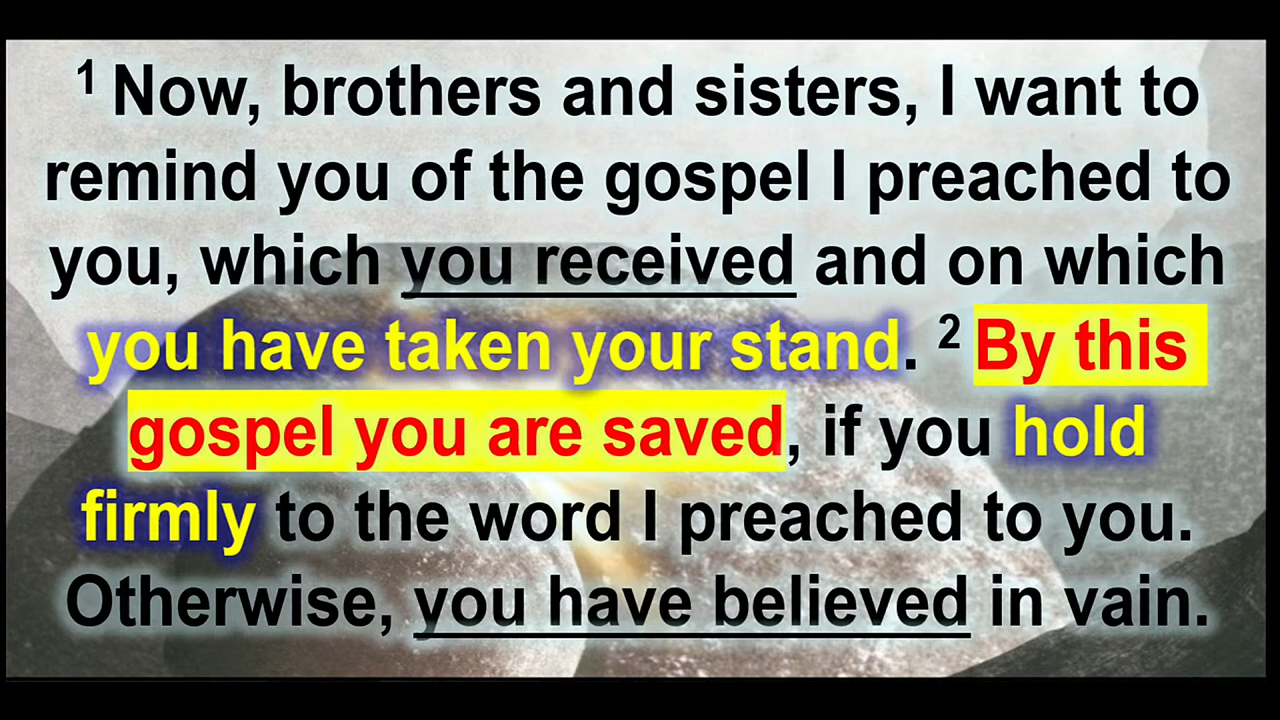 1 Now, brothers and sisters, I want to
remind you of the gospel I preached to
you, which you received and on which
you have taken your stand. 2 By this
gospel you are saved, if you hold
firmly to the word I preached to you.
Otherwise, you have believed in vain.